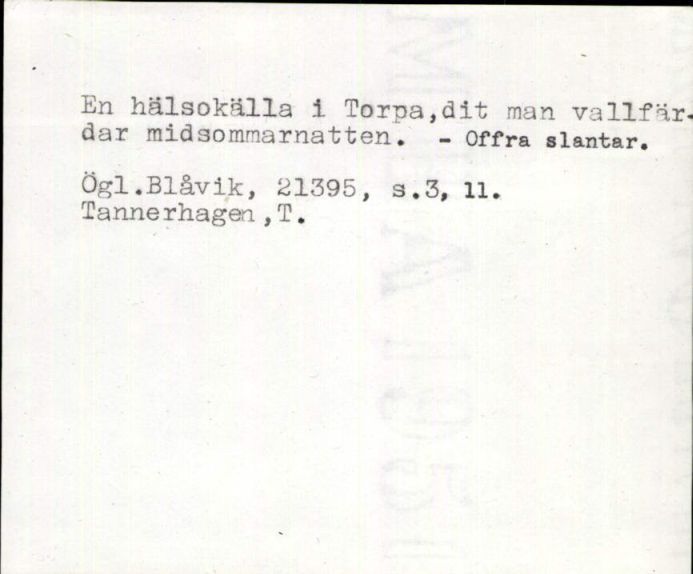 En hälsokälla i Torpa,dit man vallfär-
dar midsommarnatten. - Offra slantar.
Ögl.Blåvik, 21395, s.3, 11.
Tannerhagen,T.